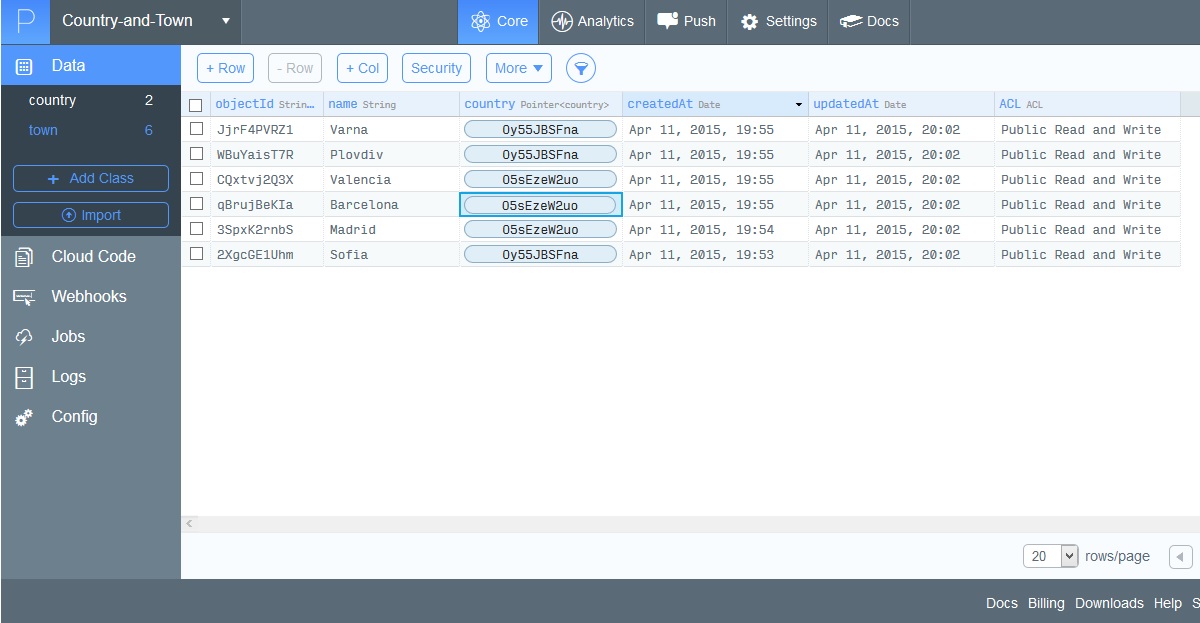 P Country-and-Town Core Analytics Push Settings Docs
Data
country 2
town 6
+ Add Class
Import
Cloud Code
Webhooks
Jobs
Logs
Config
+ Row - Row + Col Security More
objectId Strin... name String country Pointer<country> createdAt Date updatedAt Date ACL ACL
JjrF4PVRZ1 Varna Oy55JBSFna Apr 11, 2015, 19:55 Apr 11, 2015, 20:02 Public Read and Write
WBuYaisT7R Plovdiv Oy55JBSFna Apr 11, 2015, 19:55 Apr 11, 2015, 20:02 Public Read and Write
CQxtvj2Q3X Valencia O5sEzeW2uo Apr 11, 2015, 19:55 Apr 11, 2015, 20:02 Public Read and Write
qBrujBeKIa Barcelona O5sEzeW2uo Apr 11, 2015, 19:55 Apr 11, 2015, 20:02 Public Read and Write
3SpxK2rnbS Madrid O5sEzeW2uo Apr 11, 2015, 19:54 Apr 11, 2015, 20:02 Public Read and Write
2XgcGE1Uhm Sofia Oy55JBSFna Apr 11, 2015, 19:53 Apr 11, 2015, 20:02 Public Read and Write
20 rows/page
Docs Billing Downloads Help S